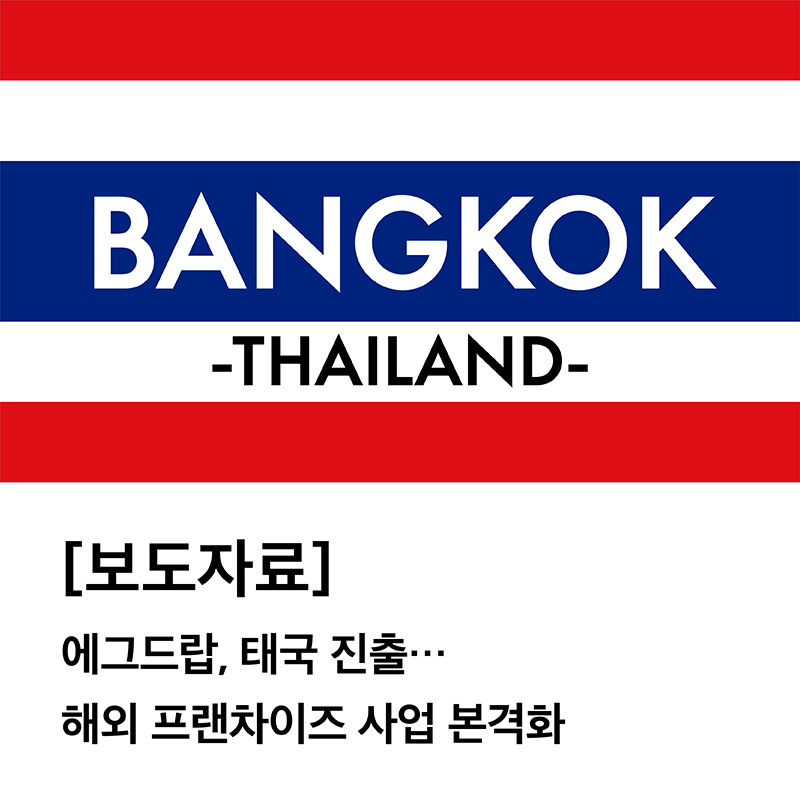 BANGKOK
-THAILAND-
[보도자료]
에그드랍, 태국 진출…
해외 프랜차이즈 사업 본격화